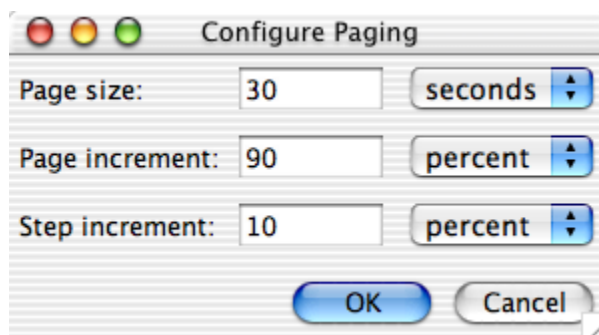 Configure Paging
Page size: 30 seconds
Page increment: 90 percent
Step increment: 10 percent
OK Cancel